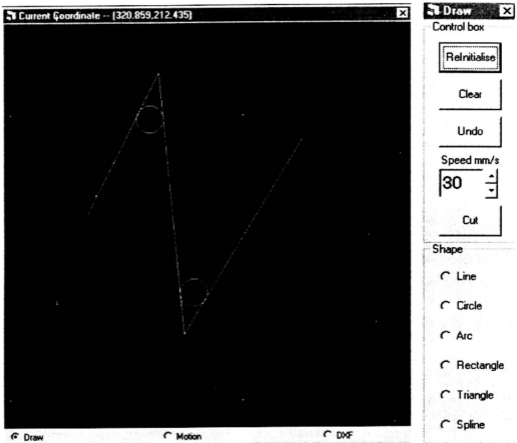 Current Coordinate -- (320.859,212.435)
Draw
Control box
ReInitialise
Clear
Undo
Speed mm/s
30
Cut
Shape
Line
Circle
Arc
Rectangle
Triangle
Spline
Draw
Motion
DXF